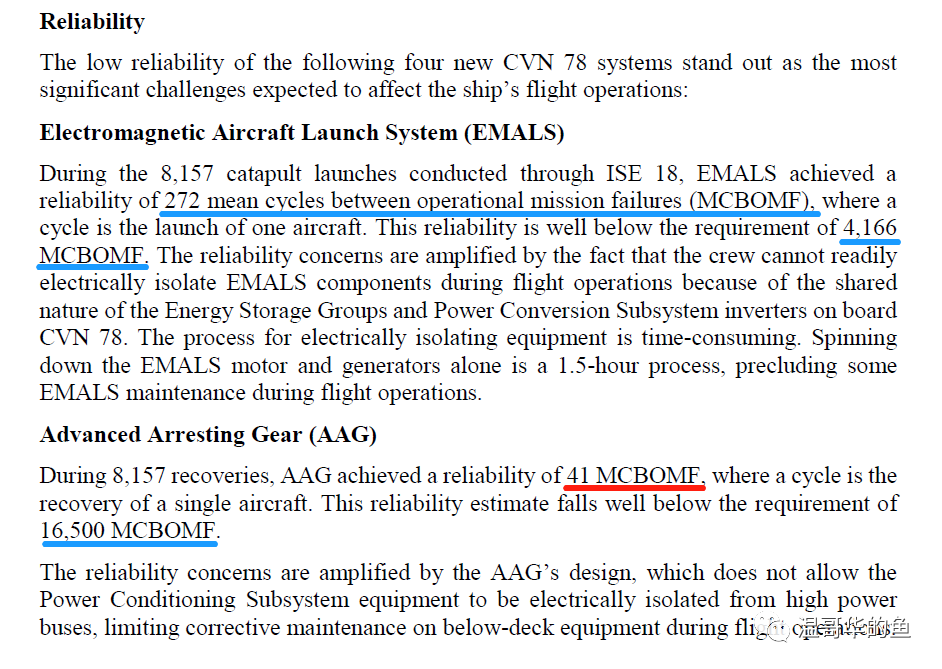 Reliability
The low reliability of the following four new CVN 78 systems stand out as the most
significant challenges expected to affect the ship's flight operations:
Electromagnetic Aircraft Launch System (EMALS)
During the 8,157 catapult launches conducted through ISE 18, EMALS achieved a
reliability of 272 mean cycles between operational mission failures (MCBOMF), where a
cycle is the launch of one aircraft. This reliability is well below the requirement of 4,166
MCBOMF. The reliability concerns are amplified by the fact that the crew cannot readily
electrically isolate EMALS components during flight operations because of the shared
nature of the Energy Storage Groups and Power Conversion Subsystem inverters on board
CVN 78. The process for electrically isolating equipment is time-consuming. Spinning
down the EMALS motor and generators alone is a 1.5-hour process, precluding some
EMALS maintenance during flight operations.
Advanced Arresting Gear (AAG)
During 8,157 recoveries, AAG achieved a reliability of 41 MCBOMF, where a cycle is the
recovery of a single aircraft. This reliability estimate falls well below the requirement of
16,500 MCBOMF.
The reliability concerns are amplified by the AAG's design, which does not allow the
Power Conditioning Subsystem equipment to be electrically isolated from high power
buses, limiting corrective maintenance on below-deck equipment during flight operations.
温哥华的鱼